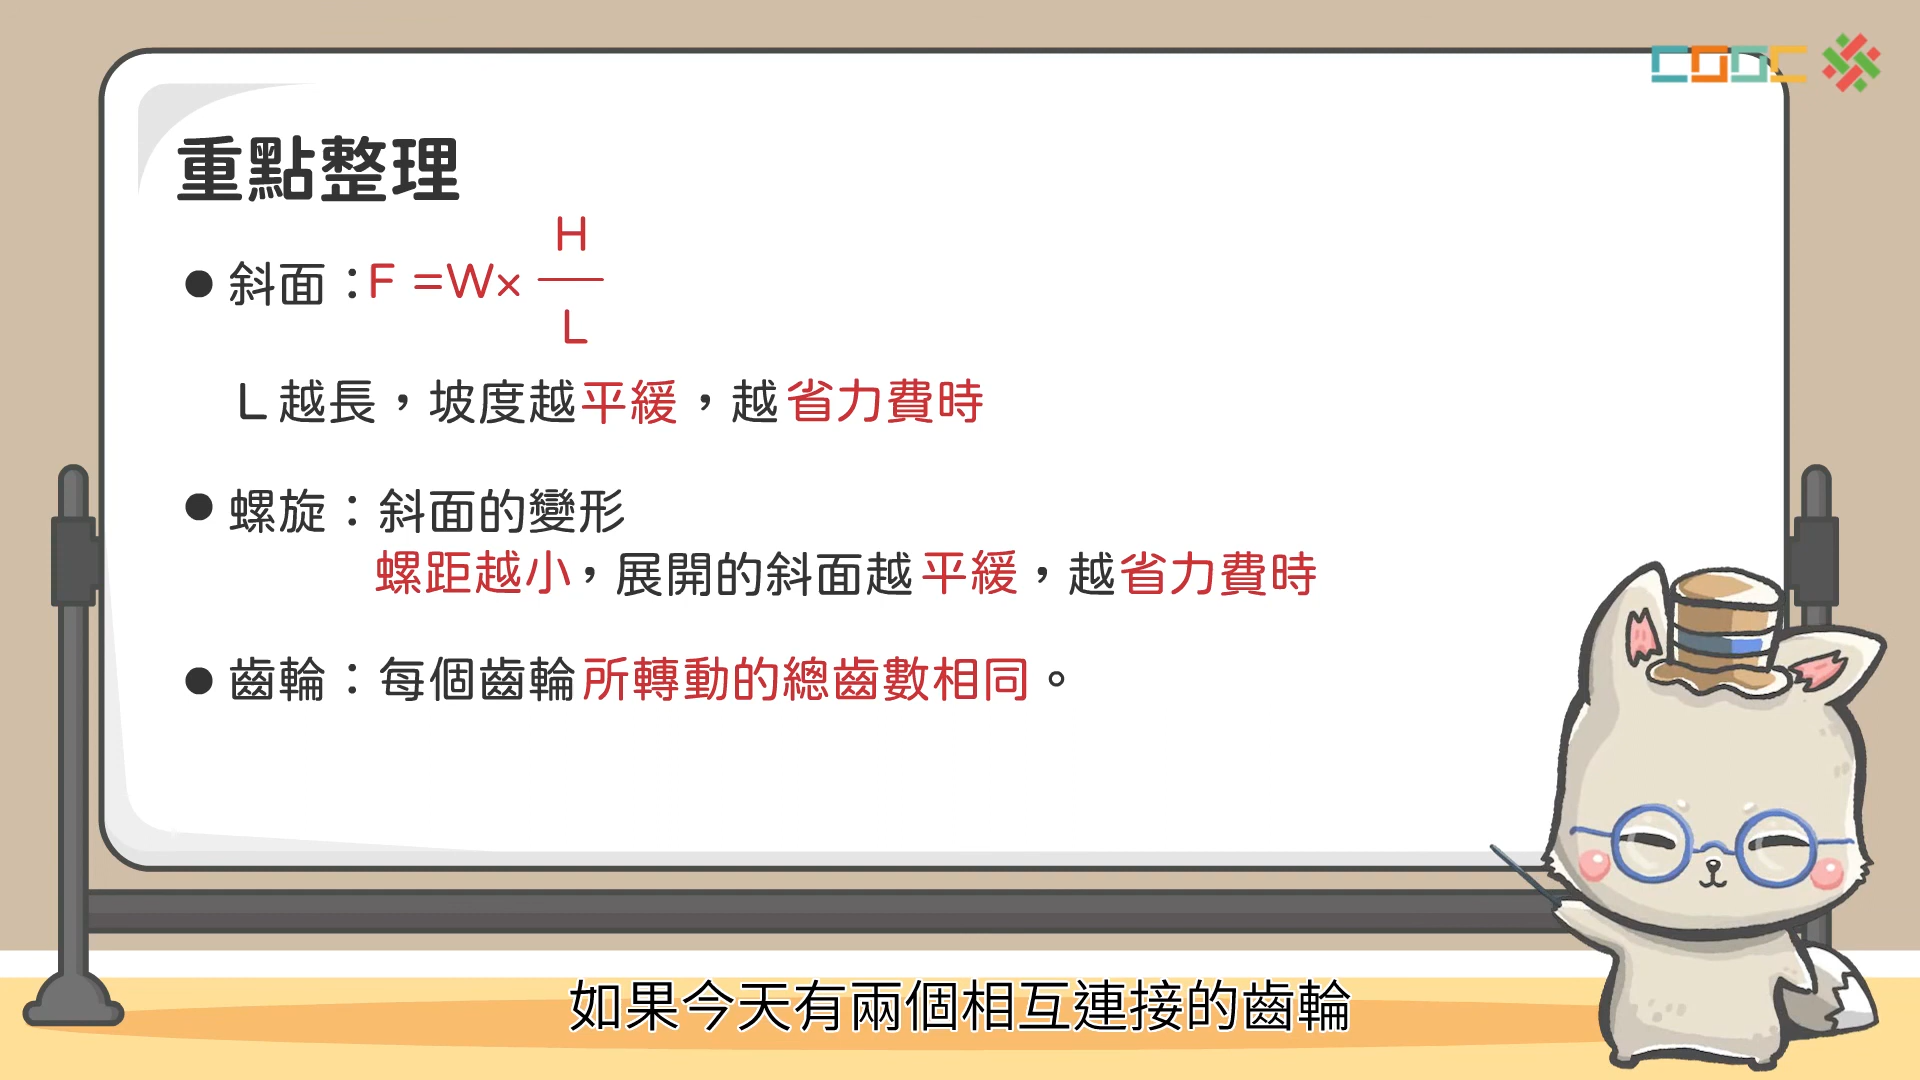 COOC
重點整理
● 斜面：F =W× H/L
L 越長，坡度越平緩，越省力費時
● 螺旋：斜面的變形
螺距越小，展開的斜面越平緩，越省力費時
● 齒輪：每個齒輪所轉動的總齒數相同。
如果今天有兩個相互連接的齒輪